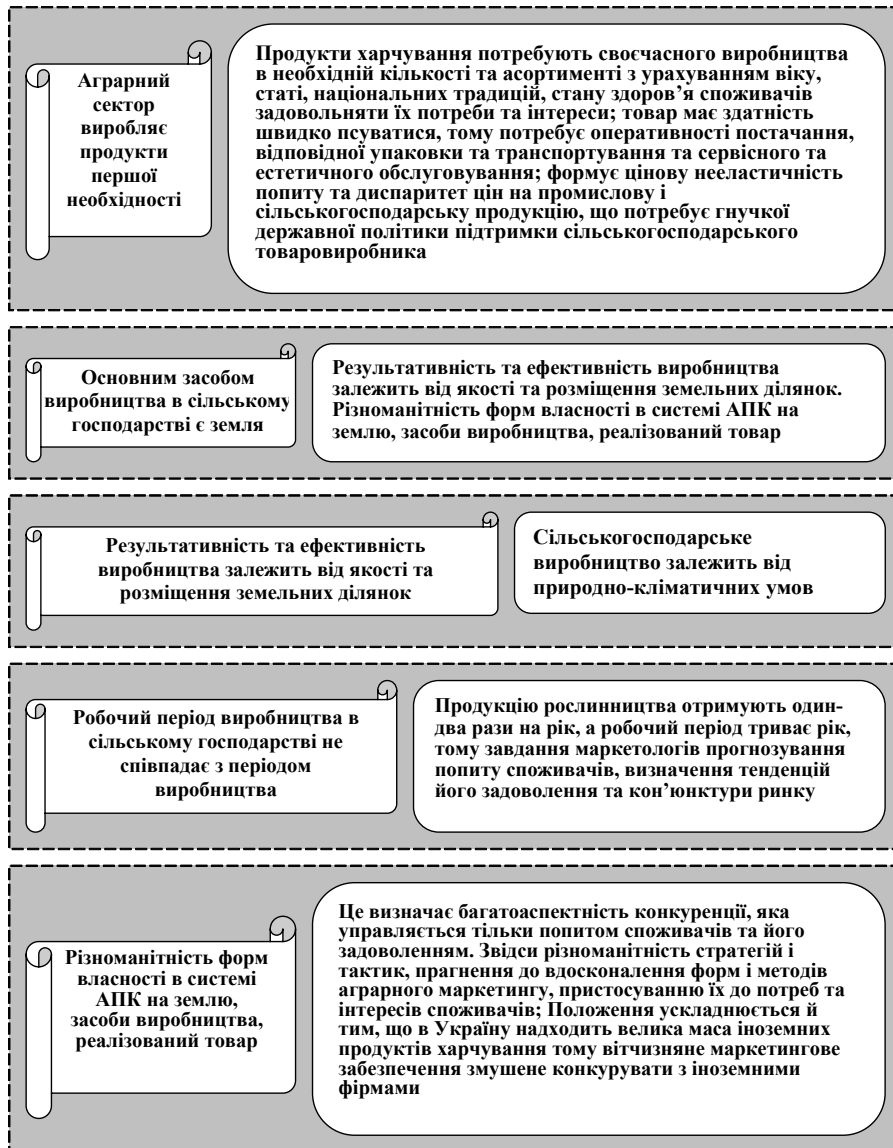 Аграрний
сектор
виробляє
продукти
першої
необхідності
Продукти харчування потребують своєчасного виробництва
в необхідній кількості та асортименті з урахуванням віку,
статі, національних традицій, стану здоров’я споживачів
задовольняти їх потреби та інтереси; товар має здатність
швидко псуватися, тому потребує оперативності постачання,
відповідної упаковки та транспортування та сервісного та
естетичного обслуговування; формує цінову нееластичність
попиту та диспаритет цін на промислову і
сільськогосподарську продукцію, що потребує гнучкої
державної політики підтримки сільськогосподарського
товаровиробника
Основним засобом
виробництва в сільському
господарстві є земля
Результативність та ефективність виробництва
залежить від якості та розміщення земельних ділянок.
Різноманітність форм власності в системі АПК на
землю, засоби виробництва, реалізований товар
Результативність та ефективність
виробництва залежить від якості та
розміщення земельних ділянок
Сільськогосподарське
виробництво залежить від
природно-кліматичних умов
Робочий період виробництва в
сільському господарстві не
співпадає з періодом
виробництва
Продукцію рослинництва отримують один-
два рази на рік, а робочий період триває рік,
тому завдання маркетологів прогнозування
попиту споживачів, визначення тенденцій
його задоволення та кон’юнктури ринку
Різноманітність форм
власності в системі
АПК на землю,
засоби виробництва,
реалізований товар
Це визначає багатоаспектність конкуренції, яка
управляється тільки попитом споживачів та його
задоволенням. Звідси різноманітність стратегій і
тактик, прагнення до вдосконалення форм і методів
аграрного маркетингу, пристосуванню їх до потреб та
інтересів споживачів; Положення ускладнюється й
тим, що в Україну надходить велика маса іноземних
продуктів харчування тому вітчизняне маркетингове
забезпечення змушене конкурувати з іноземними
фірмами